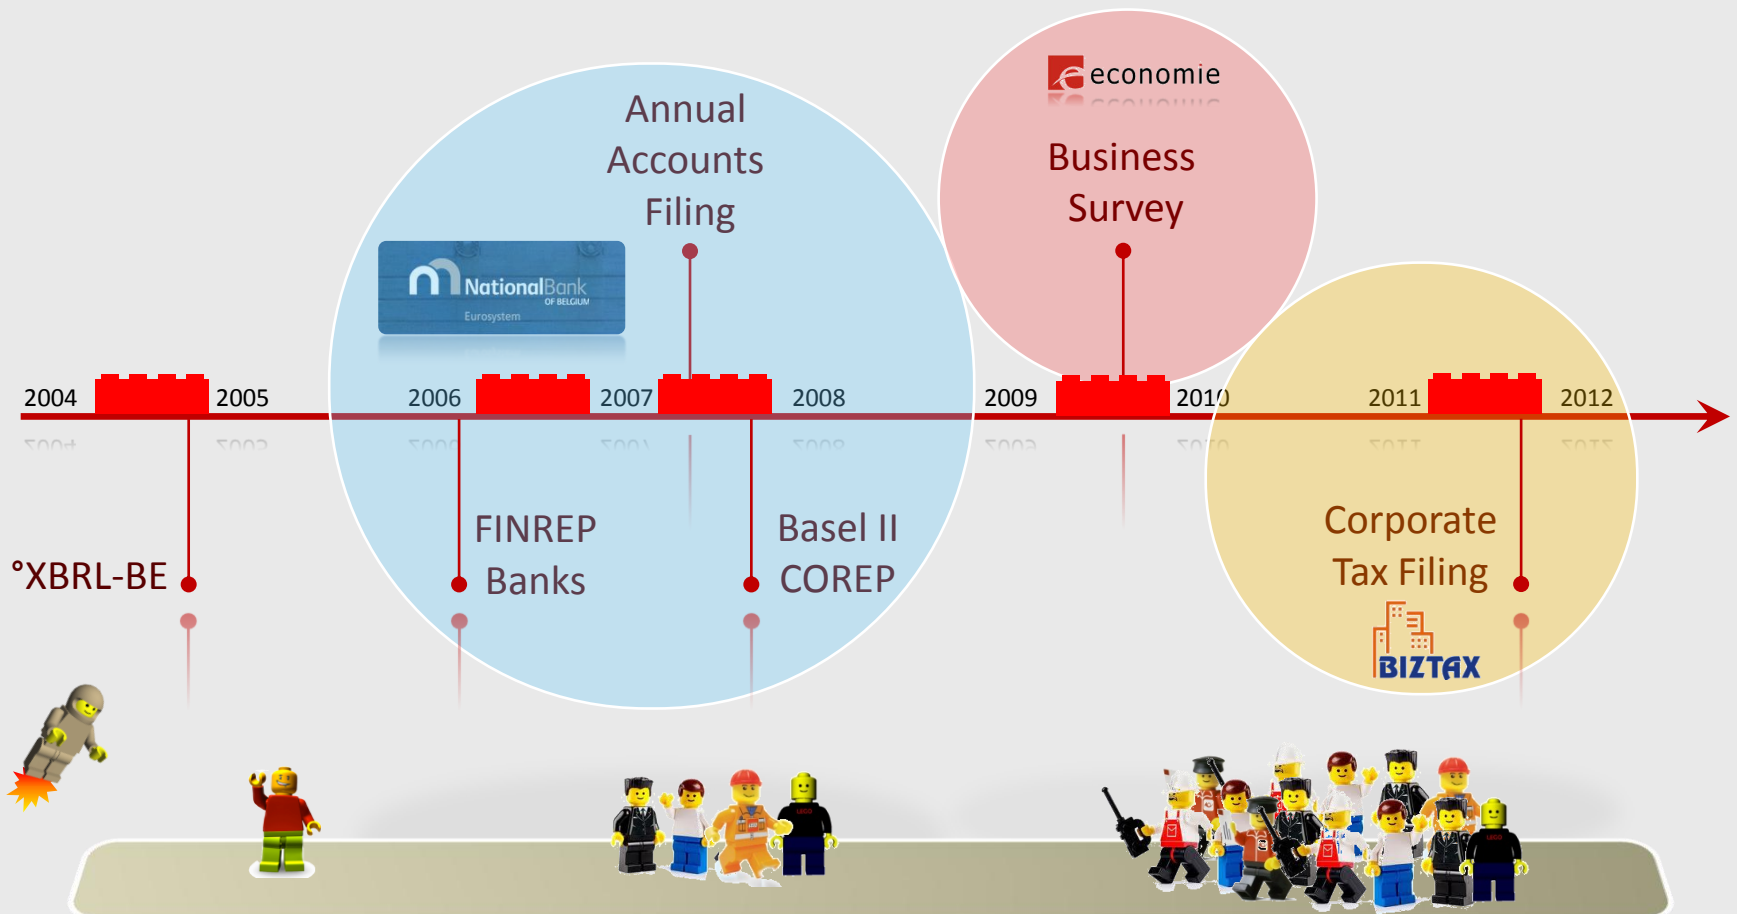 economie
Annual
Accounts
Filing
Business
Survey
NationalBank
OF BELGIUM
Eurosystem
2004
2005
2006
2007
2008
2009
2010
2011
2012
°XBRL-BE
FINREP
Banks
Basel II
COREP
Corporate
Tax Filing
BIZTAX